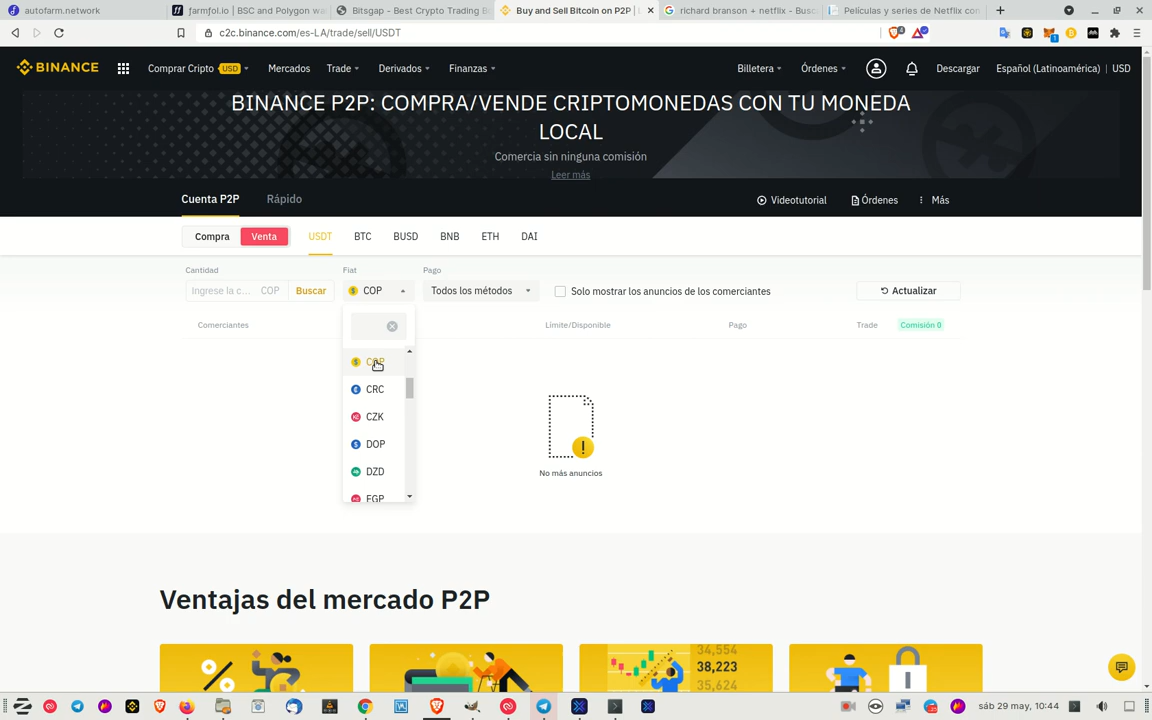 autofarm.network
farmfol.io | BSC and Polygon wa
Bitsgap - Best Crypto Trading B
Buy and Sell Bitcoin on P2P |
richard branson + netflix - Busc
Películas y series de Netflix con
c2c.binance.com/es-LA/trade/sell/USDT
BINANCE
Comprar Cripto
USD
Mercados
Trade
Derivados
Finanzas
Billetera
Órdenes
Descargar
Español (Latinoamérica) | USD
BINANCE P2P: COMPRA/VENDE CRIPTOMONEDAS CON TU MONEDA
LOCAL
Comercia sin ninguna comisión
Leer más
Cuenta P2P
Rápido
Videotutorial
Órdenes
Más
Compra
Venta
USDT
BTC
BUSD
BNB
ETH
DAI
Cantidad
Fiat
Pago
Ingrese la c...
COP
Buscar
COP
Todos los métodos
Solo mostrar los anuncios de los comerciantes
Actualizar
Comerciantes
Límite/Disponible
Pago
Trade
Comisión 0
COP
CRC
CZK
DOP
DZD
EGP
No más anuncios
Ventajas del mercado P2P
34,554
38,223
35,624
sáb 29 may, 10:44